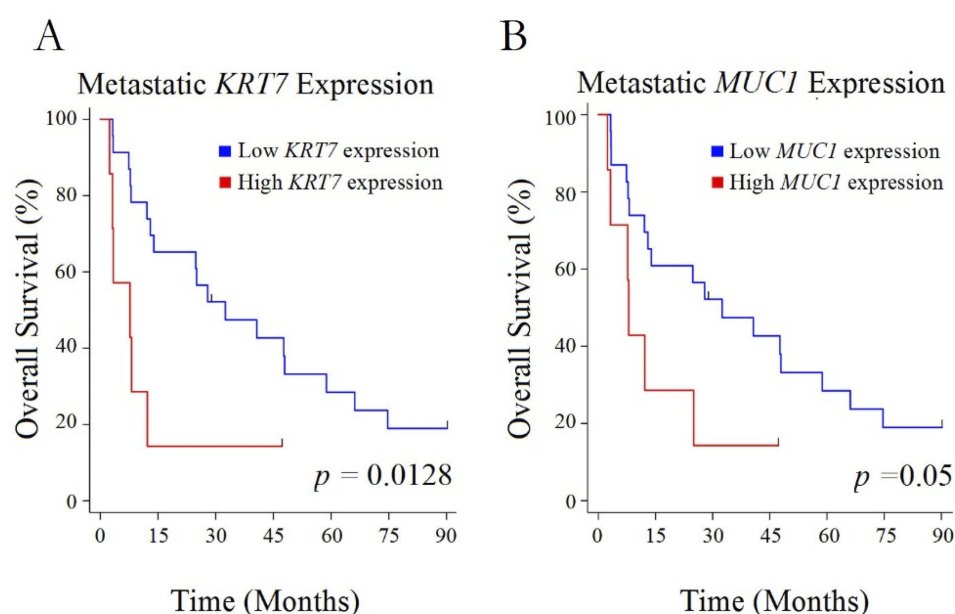 A
Metastatic KRT7 Expression
Overall Survival (%)
100
80
60
40
20
0
Low KRT7 expression
High KRT7 expression
p = 0.0128
0 15 30 45 60 75 90
Time (Months)
B
Metastatic MUC1 Expression
Overall Survival (%)
100
80
60
40
20
0
Low MUC1 expression
High MUC1 expression
p =0.05
0 15 30 45 60 75 90
Time (Months)